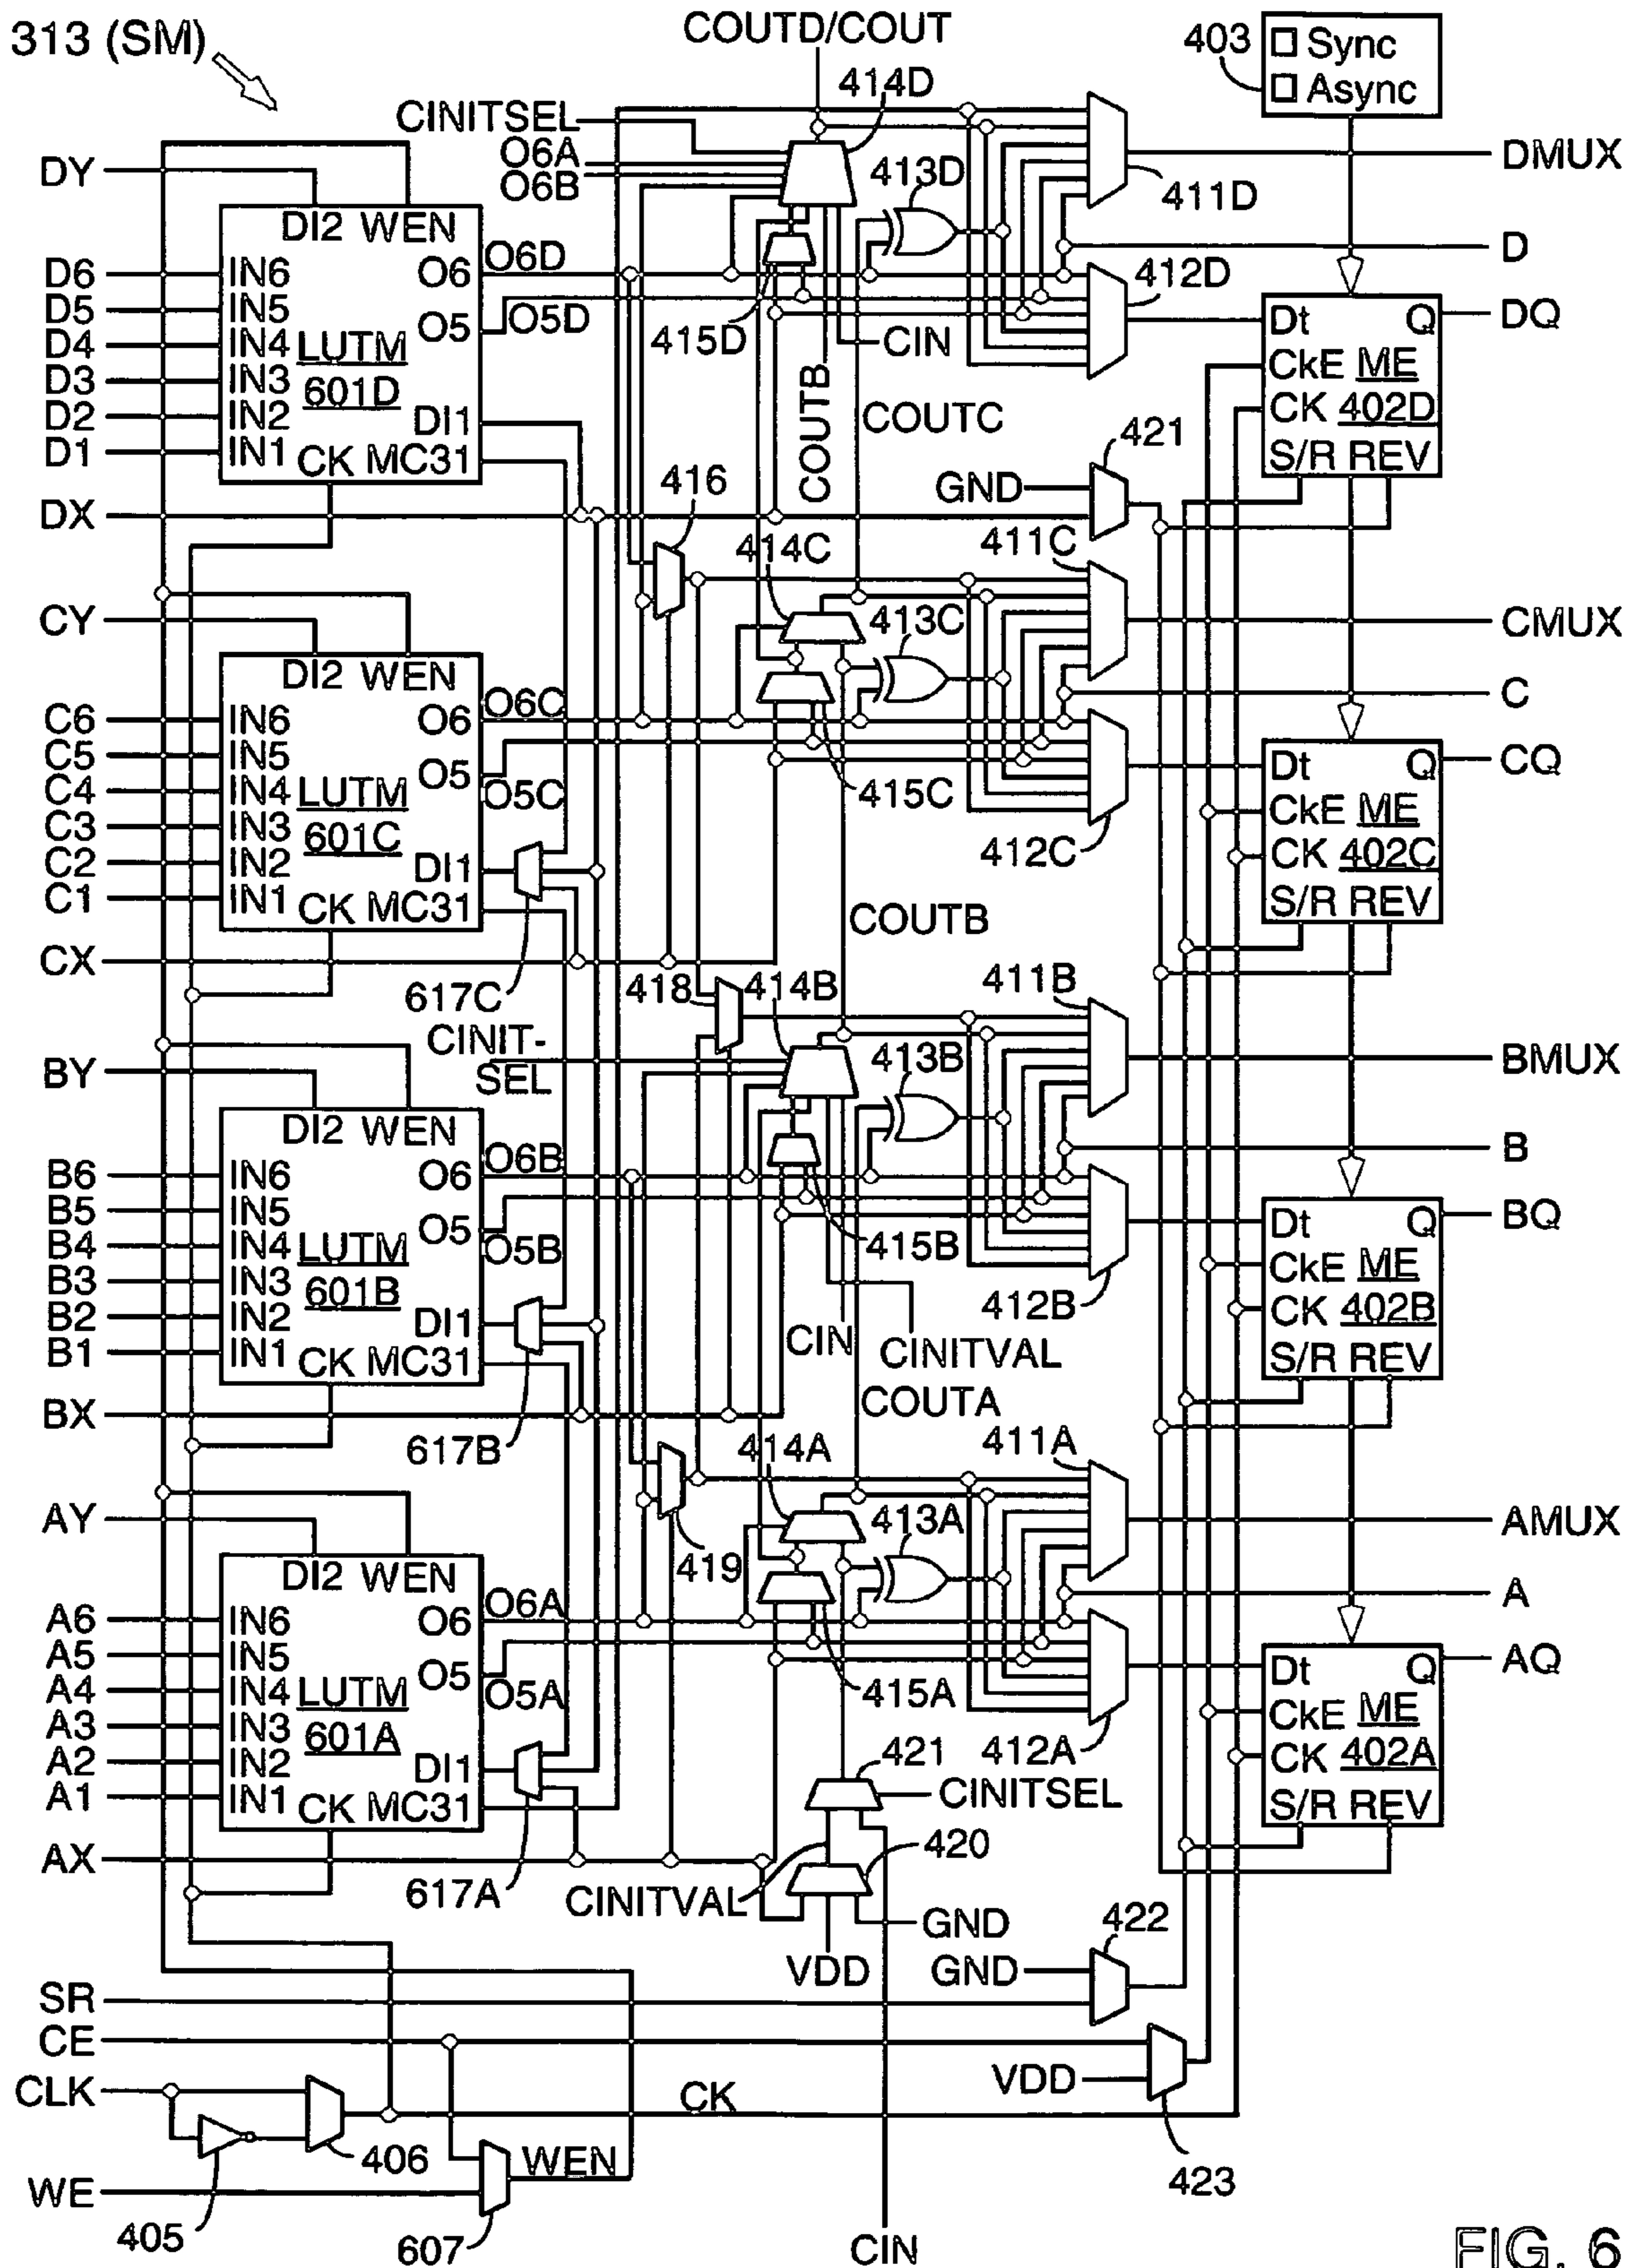 313 (SM)
COUTD/COUT
403
Sync
Async
414D
CINITSEL
O6A
O6B
413D
411D
DMUX
DY
DI2 WEN
D6
D5
D4
D3
D2
D1
IN6
IN5
IN4
IN3
IN2
IN1
LUTM
601D
O6
O5
DI1
CK MC31
O6D
O5D
415D
CIN
COUTB
COUTC
412D
D
DQ
Dt Q
CkE ME
CK 402D
S/R REV
DX
416
GND
421
414C
411C
CY
DI2 WEN
C6
C5
C4
C3
C2
C1
IN6
IN5
IN4
IN3
IN2
IN1
LUTM
601C
O6
O5
DI1
CK MC31
O6C
O5C
413C
CMUX
C
CQ
415C
412C
Dt Q
CkE ME
CK 402C
S/R REV
CX
617C
COUTB
418
414B
411B
CINIT-
SEL
413B
BMUX
BY
DI2 WEN
B6
B5
B4
B3
B2
B1
IN6
IN5
IN4
IN3
IN2
IN1
LUTM
601B
O6
O5
DI1
CK MC31
O6B
O5B
B
BQ
415B
412B
CIN
CINITVAL
Dt Q
CkE ME
CK 402B
S/R REV
BX
617B
COUTA
414A
411A
413A
419
AMUX
AY
DI2 WEN
A6
A5
A4
A3
A2
A1
IN6
IN5
IN4
IN3
IN2
IN1
LUTM
601A
O6
O5
DI1
CK MC31
O6A
O5A
A
AQ
415A
412A
Dt Q
CkE ME
CK 402A
S/R REV
421
CINITSEL
420
AX
617A
CINITVAL
GND
VDD
422
GND
SR
CE
VDD
CLK
CK
406
WEN
423
WE
405
607
CIN
FIG. 6